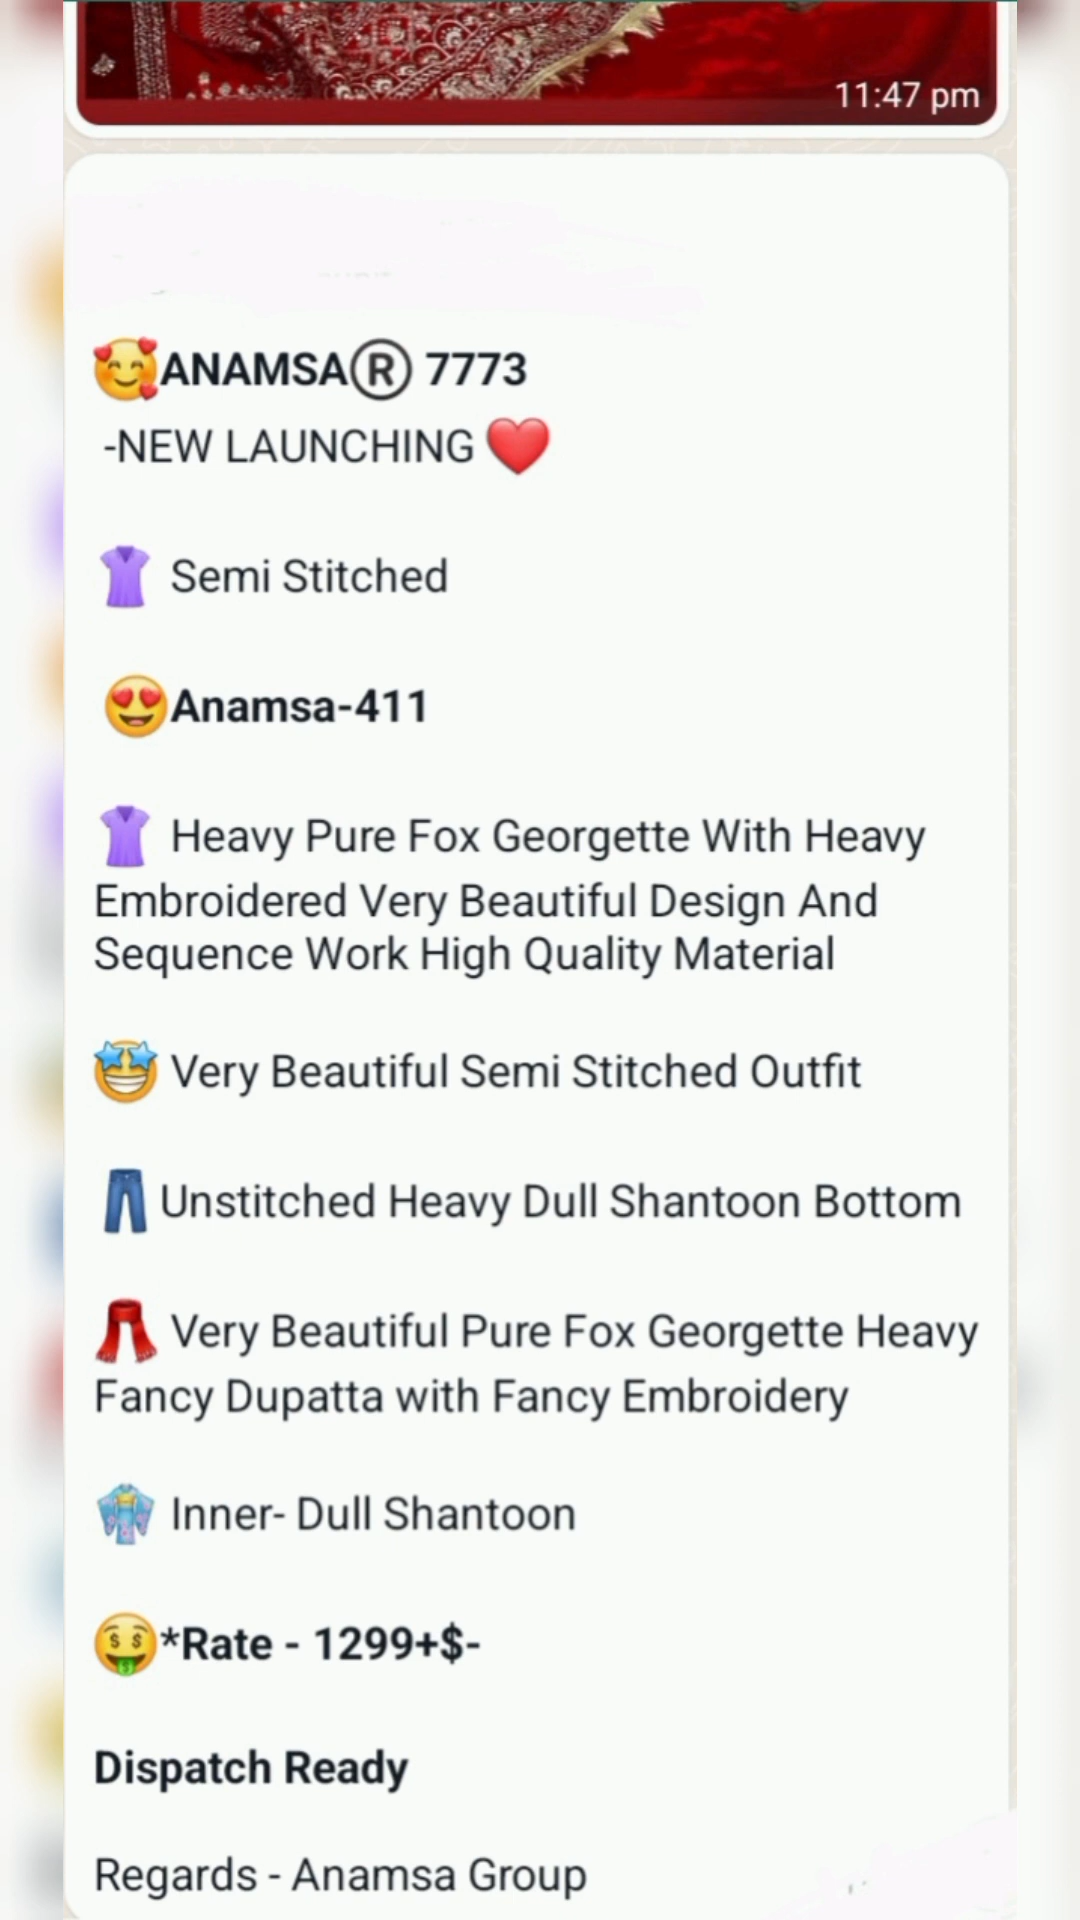 11:47 pm
🥰ANAMSA®️ 7773
-NEW LAUNCHING ❤️
👚 Semi Stitched
😍Anamsa-411
👚 Heavy Pure Fox Georgette With Heavy
Embroidered Very Beautiful Design And
Sequence Work High Quality Material
🤩 Very Beautiful Semi Stitched Outfit
👖Unstitched Heavy Dull Shantoon Bottom
🧣 Very Beautiful Pure Fox Georgette Heavy
Fancy Dupatta with Fancy Embroidery
👘 Inner- Dull Shantoon
🤑*Rate - 1299+$-
Dispatch Ready
Regards - Anamsa Group